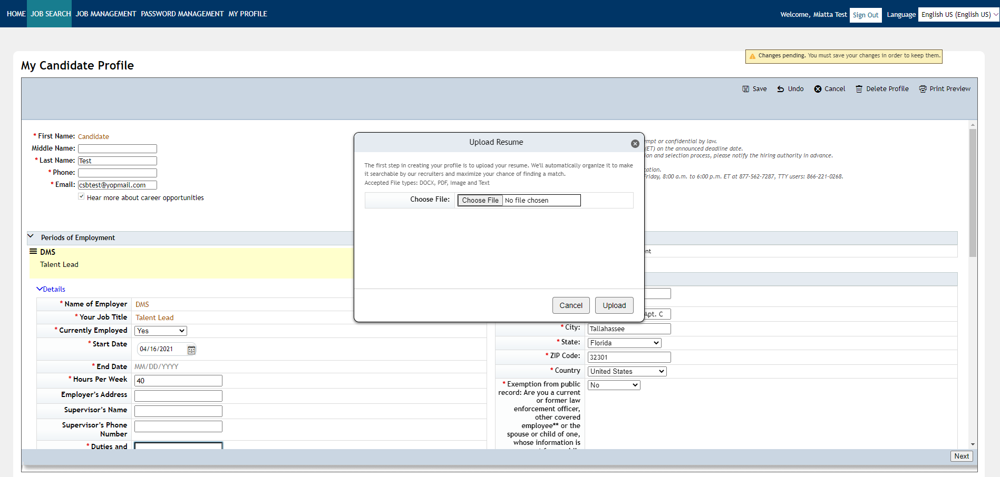 HOME JOB SEARCH JOB MANAGEMENT PASSWORD MANAGEMENT MY PROFILE
Welcome, Miatta Test Sign Out Language English US (English US)
Changes pending. You must save your changes in order to keep them.
My Candidate Profile
Save Undo Cancel Delete Profile Print Preview
* First Name: Candidate
Middle Name:
* Last Name: Test
* Phone:
* Email: csbtest@yopmail.com
Hear more about career opportunities
empt or confidential by law.
(ET) on the announced deadline date.
ion and selection process, please notify the hiring authority in advance.
cation.
Friday, 8:00 a.m. to 6:00 p.m. ET at 877-562-7287, TTY users: 866-221-0268.
Upload Resume
The first step in creating your profile is to upload your resume. We'll automatically organize it to make
it searchable by our recruiters and maximize your chance of finding a match.
Accepted File types: DOCX, PDF, Image and Text
Choose File: Choose File No file chosen
Cancel Upload
Periods of Employment
DMS
Talent Lead
Details
* Name of Employer DMS
* Your Job Title Talent Lead
* Currently Employed Yes
* Start Date 04/16/2021
* End Date MM/DD/YYYY
* Hours Per Week 40
Employer's Address
Supervisor's Name
Supervisor's Phone
Number
* Duties and
nt
Apt. C
* City: Tallahassee
* State: Florida
* ZIP Code: 32301
* Country United States
* Exemption from public No
record: Are you a current
or former law
enforcement officer,
other covered
employee** or the
spouse or child of one,
whose information is
Next